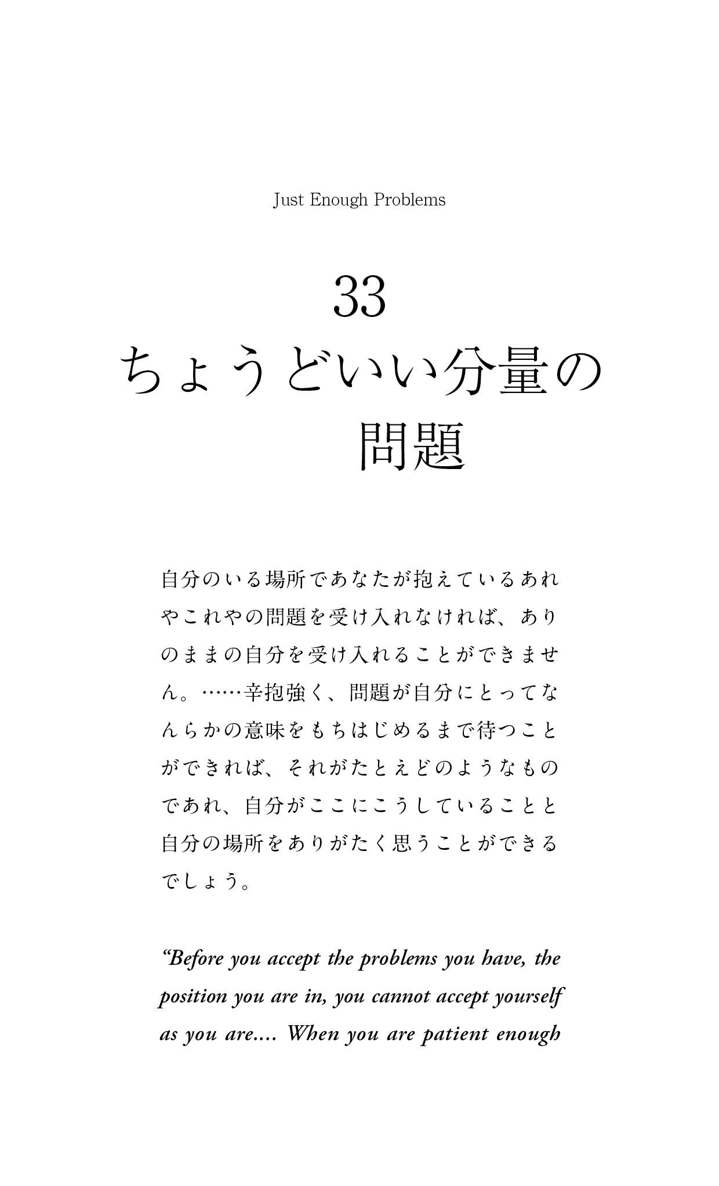 Just Enough Problems
33
ちょうどいい分量の
問題
自分のいる場所であなたが抱えているあれ
やこれやの問題を受け入れなければ、あり
のままの自分を受け入れることができませ
ん。……辛抱強く、問題が自分にとってな
んらかの意味をもちはじめるまで待つこと
ができれば、それがたとえどのようなもの
であれ、自分がここにこうしていることと
自分の場所をありがたく思うことができる
でしょう。
“Before you accept the problems you have, the
position you are in, you cannot accept yourself
as you are.... When you are patient enough